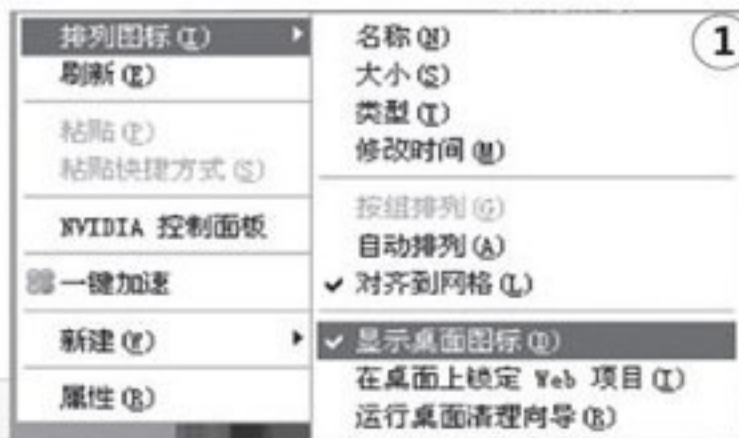 排列图标(I)
刷新(E)
粘贴(P)
粘贴快捷方式(S)
NVIDIA 控制面板
一键加速
新建(W)
属性(R)
名称(N)
大小(S)
类型(T)
修改时间(M)
按组排列(G)
自动排列(A)
对齐到网格(L)
显示桌面图标(D)
在桌面上锁定 Web 项目(T)
运行桌面清理向导(R)
1